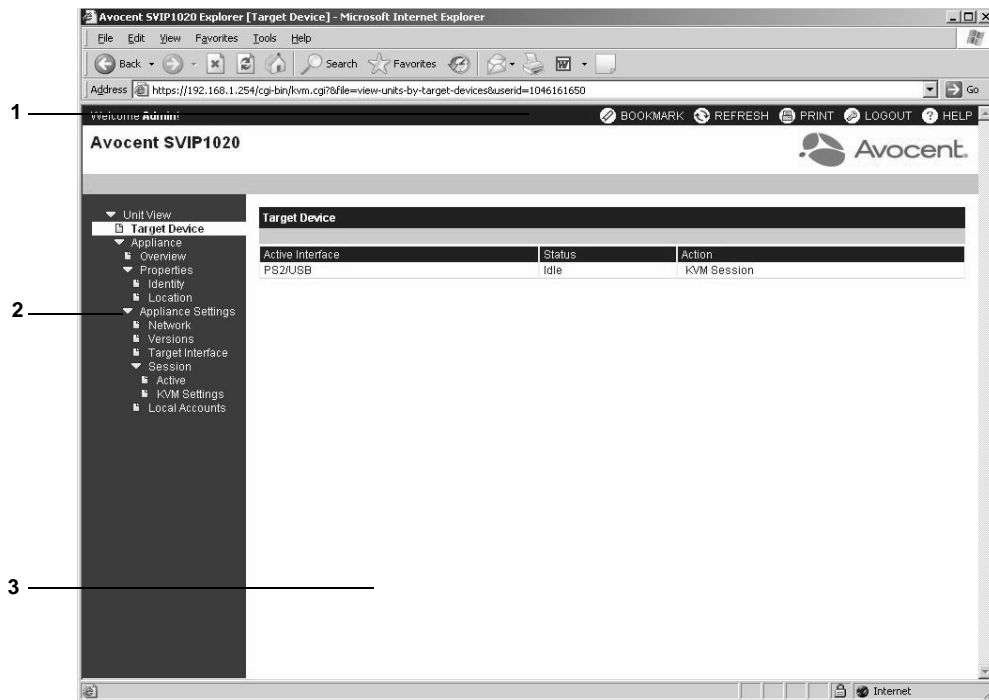 Avocent SVIP1020 Explorer [Target Device] - Microsoft Internet Explorer
File Edit View Favorites Tools Help
Back Search Favorites
Address https://192.168.1.254/cgi-bin/kvm.cgi?&file=view-units-by-target-devices&userid=1046161650 Go
1
Welcome Admin! BOOKMARK REFRESH PRINT LOGOUT HELP
Avocent SVIP1020
Avocent.
Unit View
Target Device
Appliance
Overview
Properties
Identity
Location
2
Appliance Settings
Network
Versions
Target Interface
Session
Active
KVM Settings
Local Accounts
Target Device
Active Interface Status Action
PS2/USB Idle KVM Session
3
Internet